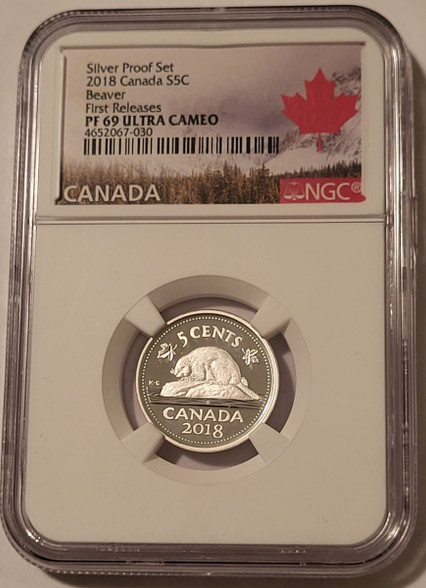 Silver Proof Set
2018 Canada S5C
Beaver
First Releases
PF 69 ULTRA CAMEO
4652067-030
CANADA
NGC®
5 CENTS
K·G
CANADA
2018